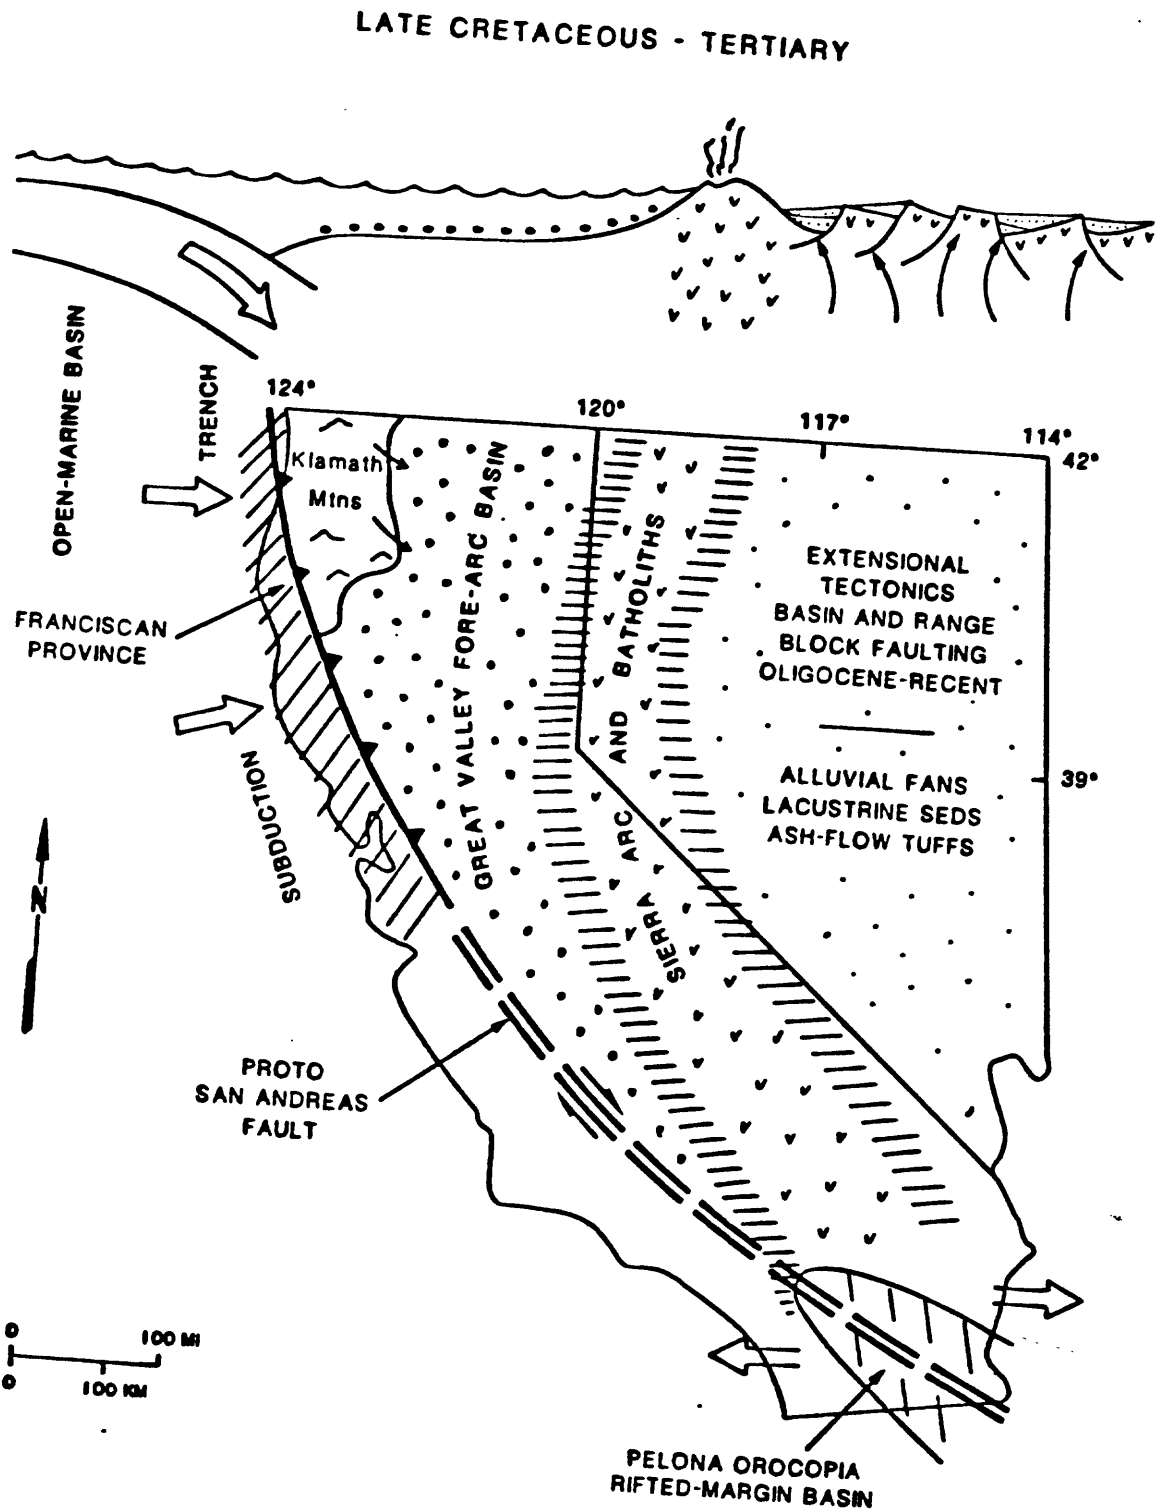 LATE CRETACEOUS - TERTIARY
OPEN-MARINE BASIN
TRENCH
124°
120°
117°
114°
42°
Klamath
Mtns
GREAT VALLEY FORE-ARC BASIN
SIERRA ARC AND BATHOLITHS
EXTENSIONAL
TECTONICS
BASIN AND RANGE
BLOCK FAULTING
OLIGOCENE-RECENT
FRANCISCAN
PROVINCE
SUBDUCTION
39°
ALLUVIAL FANS
LACUSTRINE SEDS
ASH-FLOW TUFFS
N
PROTO
SAN ANDREAS
FAULT
0 100 MI
0 100 KM
PELONA OROCOPIA
RIFTED-MARGIN BASIN